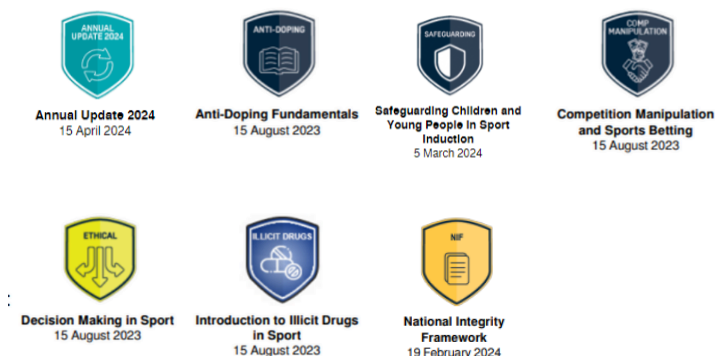 ANNUAL
UPDATE 2024
ANTI-DOPING
SAFEGUARDING
COMP
MANIPULATION
Annual Update 2024
15 April 2024
Anti-Doping Fundamentals
15 August 2023
Safeguarding Children and
Young People in Sport
Induction
5 March 2024
Competition Manipulation
and Sports Betting
15 August 2023
ETHICAL
ILLICIT DRUGS
NIF
:
Decision Making in Sport
15 August 2023
Introduction to Illicit Drugs
in Sport
15 August 2023
National Integrity
Framework
19 February 2024